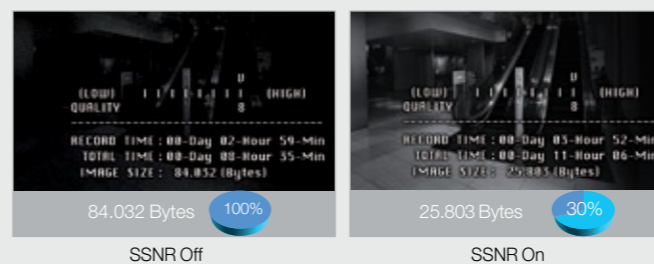 (LOW) (HIGH)
QUALITY 8
RECORD TIME:00-Day 02-Hour 59-Min
TOTAL TIME:00-Day 08-Hour 35-Min
IMAGE SIZE: 84.032 (Bytes)
84.032 Bytes 100%
SSNR Off
(LOW) (HIGH)
QUALITY 8
RECORD TIME:00-Day 03-Hour 52-Min
TOTAL TIME:00-Day 11-Hour 06-Min
IMAGE SIZE: 25.803 (Bytes)
25.803 Bytes 30%
SSNR On